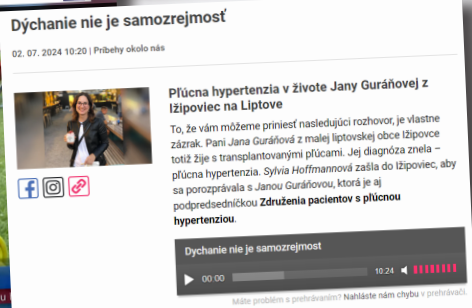 Dýchanie nie je samozrejmosť
02. 07. 2024 10:20 | Príbehy okolo nás
Pľúcna hypertenzia v živote Jany Guráňovej z
Ižipoviec na Liptove
To, že vám môžeme priniesť nasledujúci rozhovor, je vlastne
zázrak. Pani Jana Guráňová z malej liptovskej obce Ižipovce
totiž žije s transplantovanými pľúcami. Jej diagnóza znela –
pľúcna hypertenzia. Sylvia Hoffmannová zašla do Ižipoviec, aby
sa porozprávala s Janou Guráňovou, ktorá je aj
podpredsedníčkou Združenia pacientov s pľúcnou
hypertenziou.
Dychanie nie je samozrejmost
00:00 10:24
Máte problém s prehrávaním? Nahláste nám chybu v prehrávači.